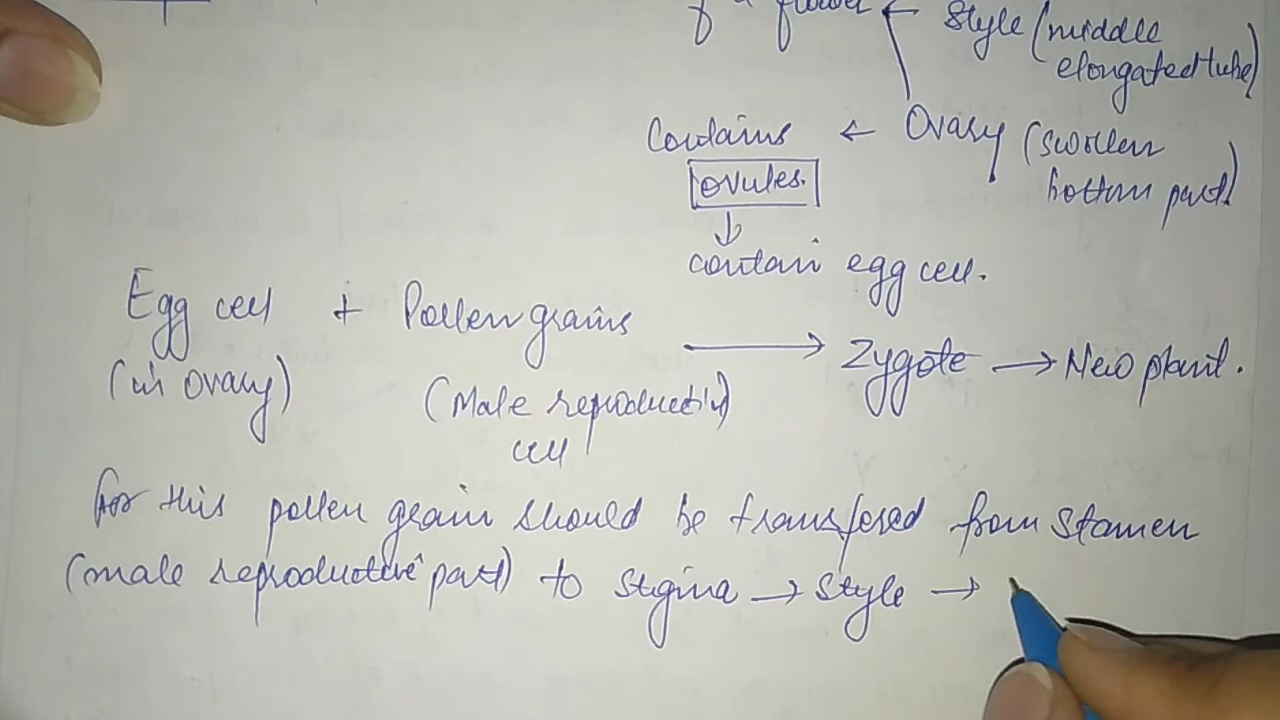 of a flower ← Style (middle
elongated tube)
Contains ← Ovary (swollen
ovules. bottom part)
↓
contain egg cell.
Egg cell + Pollen grains → Zygote → New plant.
(in ovary) (Male reproductive)
cell
for this pollen grain should be transfered from Stamen
(male reproductive part) to Stigma → Style →